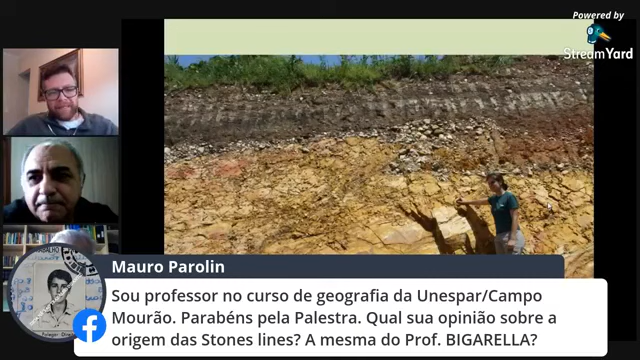 Powered by
StreamYard
Mauro Parolin
Sou professor no curso de geografia da Unespar/Campo
Mourão. Parabéns pela Palestra. Qual sua opinião sobre a
origem das Stones lines? A mesma do Prof. BIGARELLA?